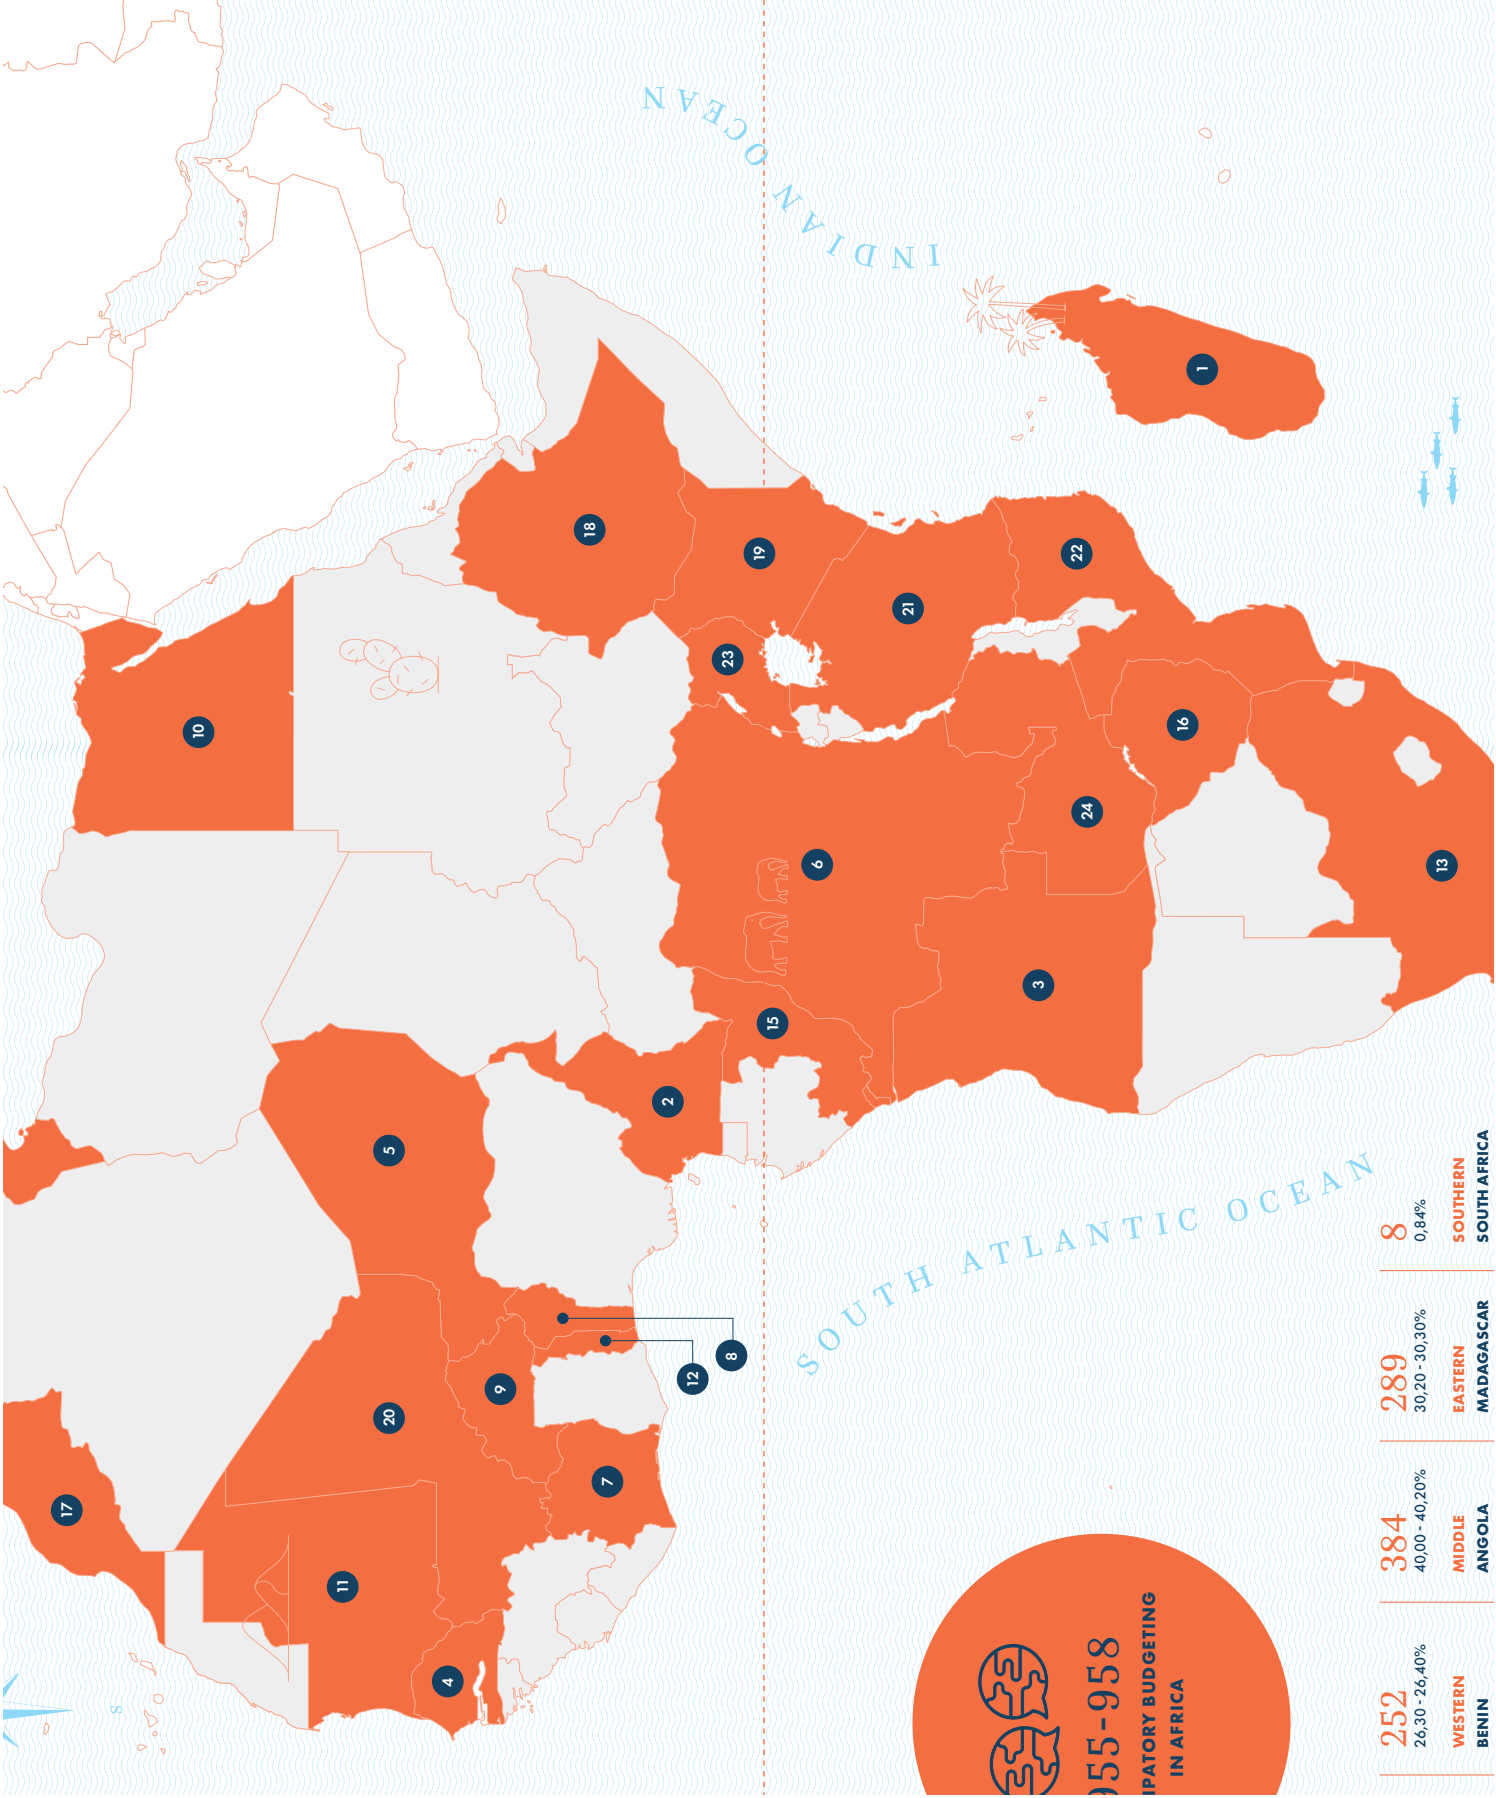 S
17
10
11
20
5
4
9
18
7
2
12
23
8
19
15
6
21
3
22
24
16
1
13
INDIAN OCEAN
SOUTH ATLANTIC OCEAN
955-958
IPATORY BUDGETING
IN AFRICA
252
26,30 - 26,40%
WESTERN
BENIN
384
40,00 - 40,20%
MIDDLE
ANGOLA
289
30,20 - 30,30%
EASTERN
MADAGASCAR
8
0,84%
SOUTHERN
SOUTH AFRICA